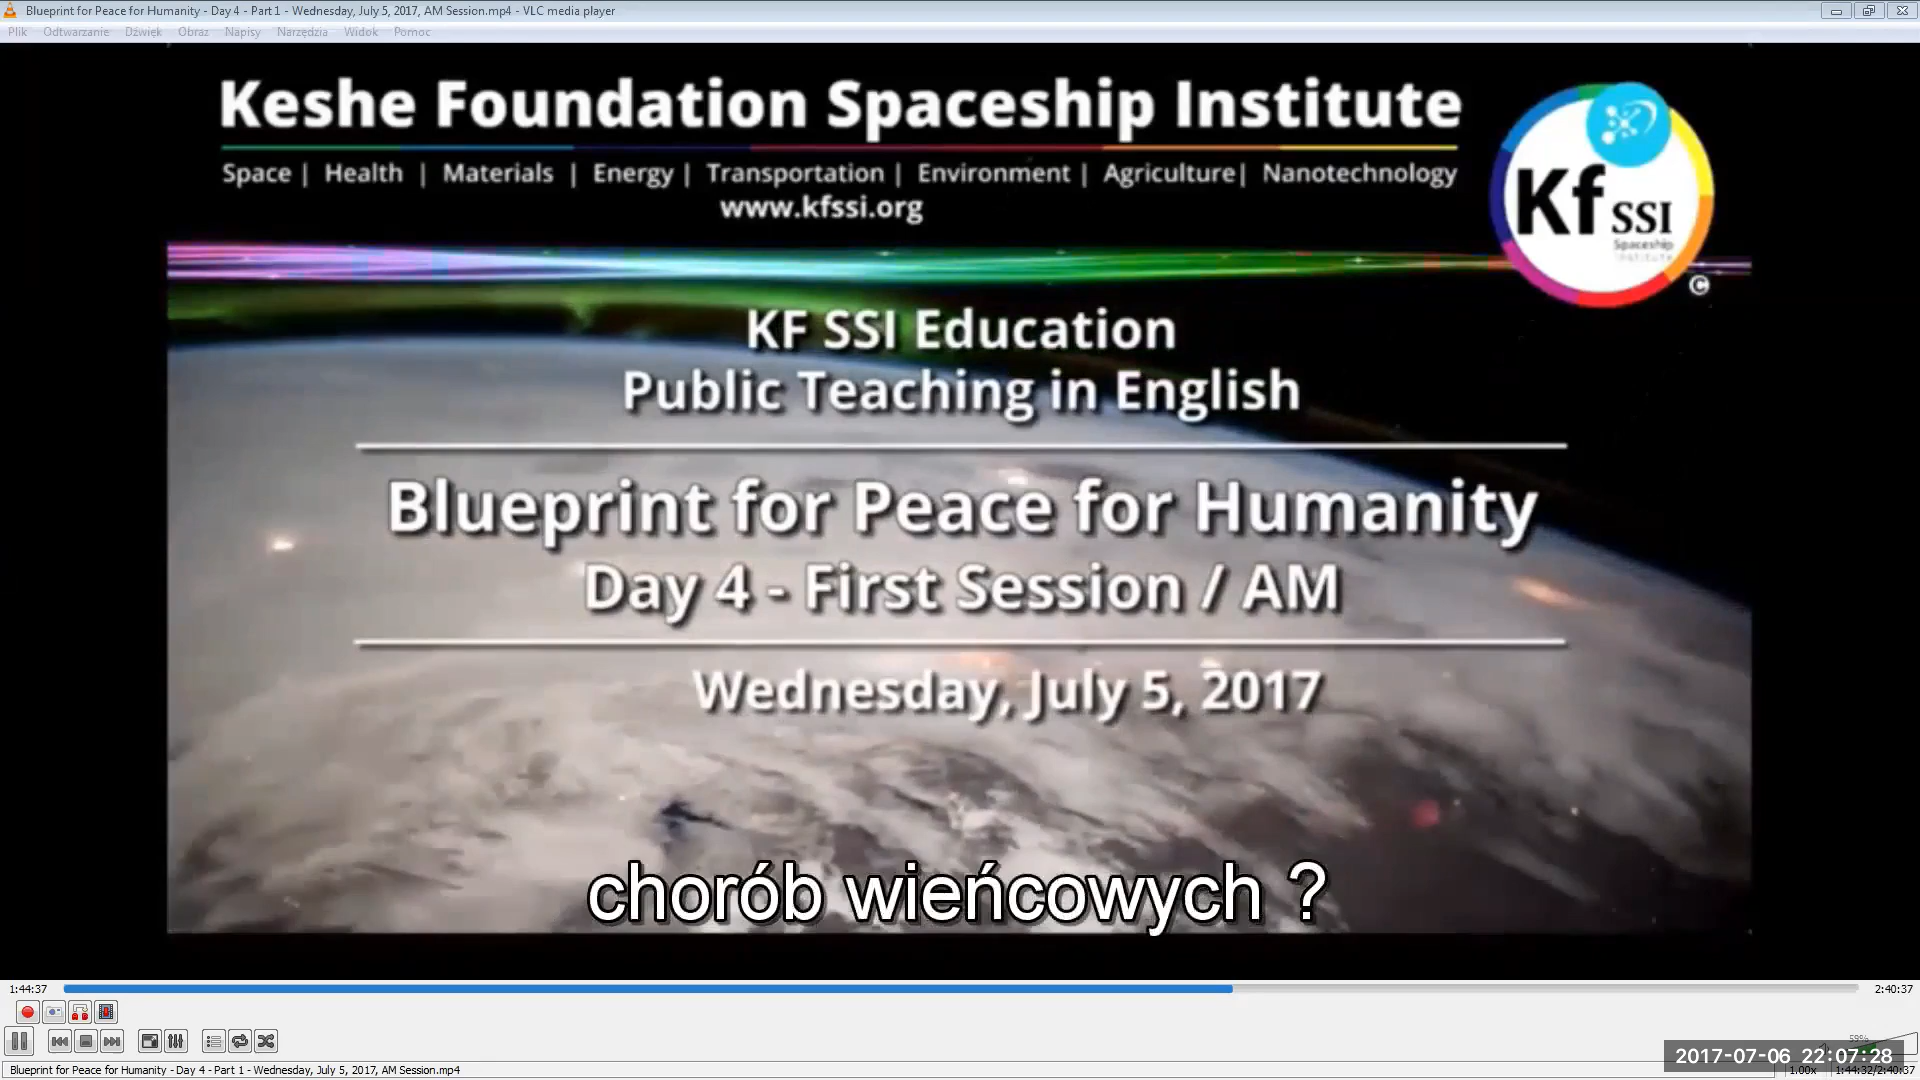 Blueprint for Peace for Humanity - Day 4 - Part 1 - Wednesday, July 5, 2017, AM Session.mp4 - VLC media player
Plik Odtwarzanie Dźwięk Obraz Napisy Narzędzia Widok Pomoc
Keshe Foundation Spaceship Institute
Space | Health | Materials | Energy | Transportation | Environment | Agriculture | Nanotechnology
www.kfssi.org
Kf SSI
Spaceship
INSTITUTE
©
KF SSI Education
Public Teaching in English
Blueprint for Peace for Humanity
Day 4 - First Session / AM
Wednesday, July 5, 2017
chorób wieńcowych ?
1:44:37
2:40:37
59%
2017-07-06 22:07:28
Blueprint for Peace for Humanity - Day 4 - Part 1 - Wednesday, July 5, 2017, AM Session.mp4
1.00x
1:44:32/2:40:37